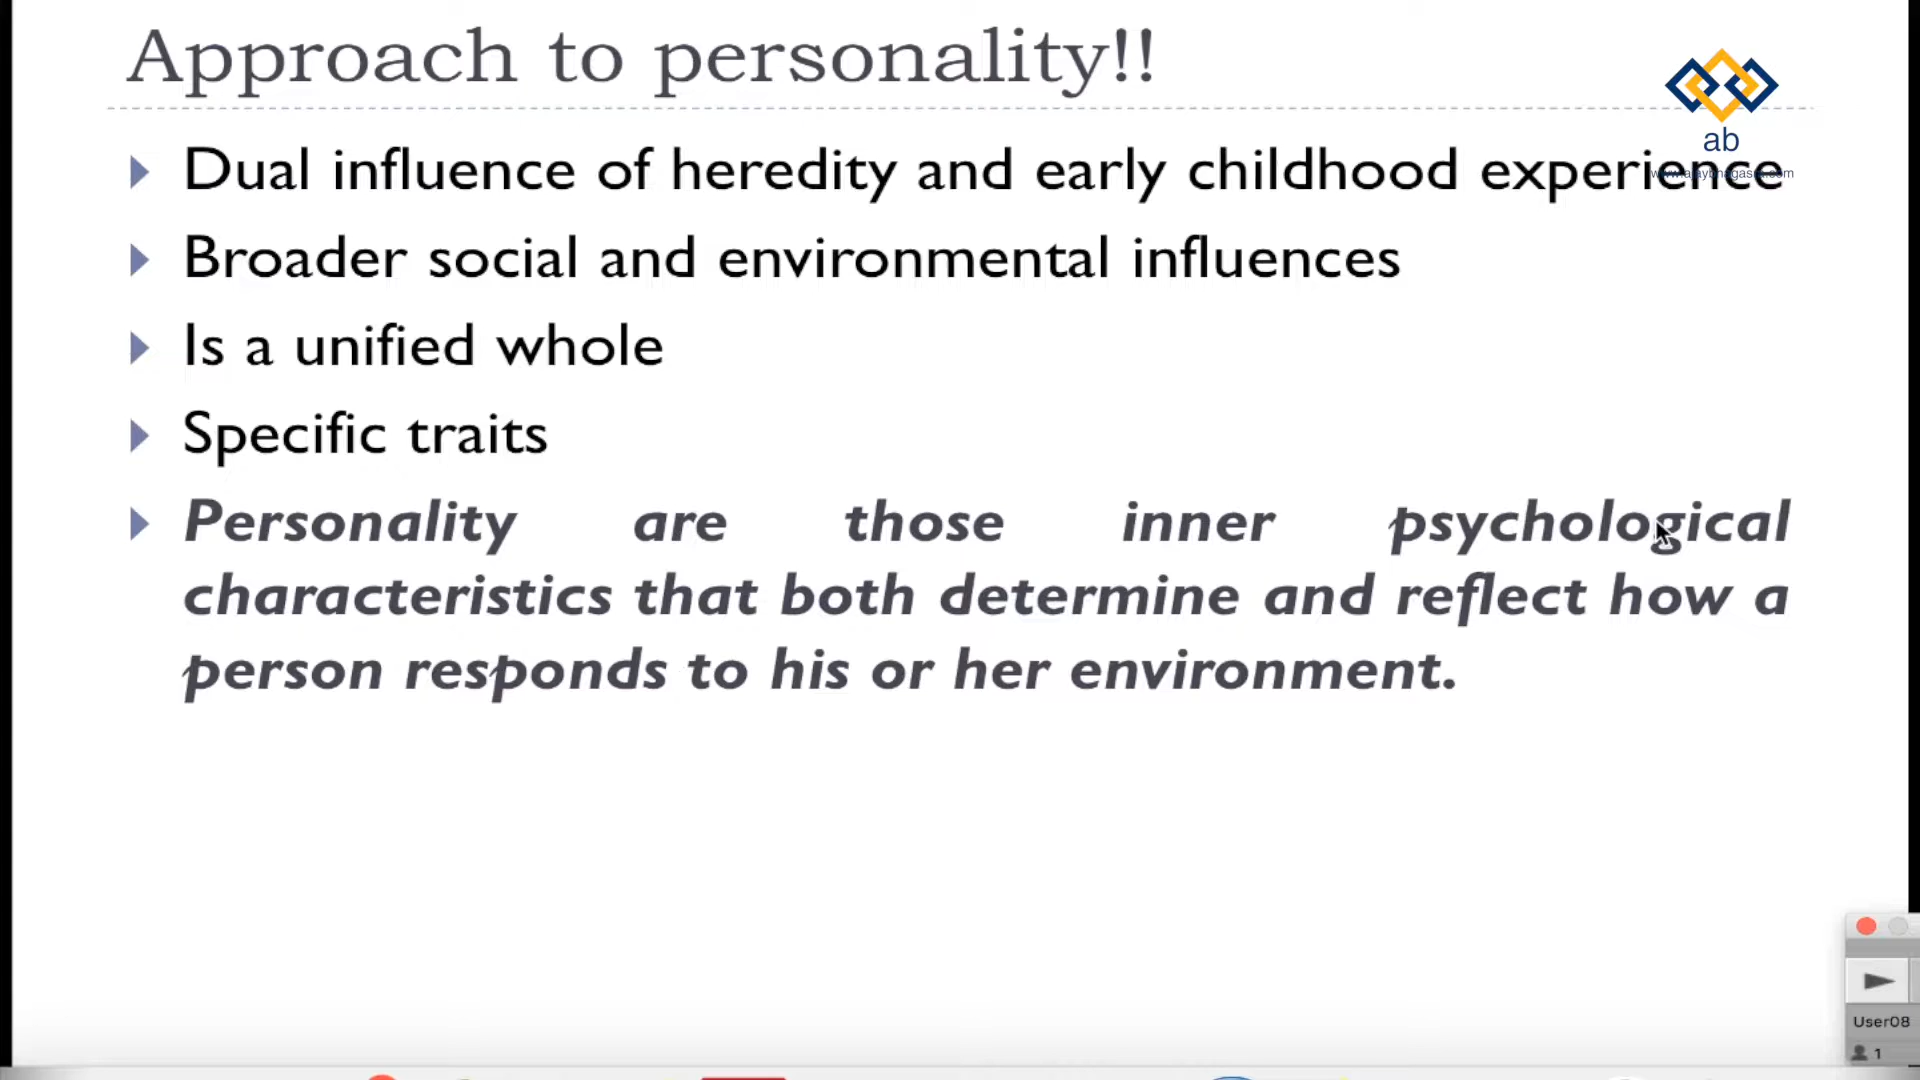 Approach to personality!!
ab
Dual influence of heredity and early childhood experience
Broader social and environmental influences
Is a unified whole
Specific traits
Personality are those inner psychological
characteristics that both determine and reflect how a
person responds to his or her environment.
User08
1